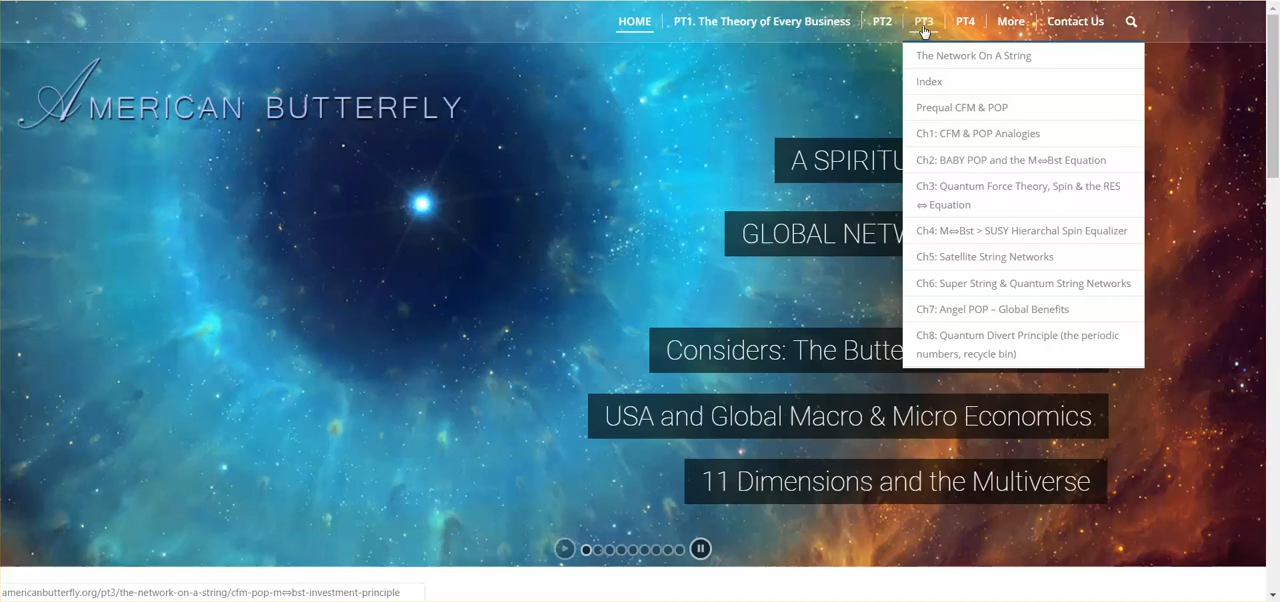 HOME PT1. The Theory of Every Business PT2 PT3 PT4 More Contact Us
The Network On A String
Index
Prequal CFM & POP
Ch1: CFM & POP Analogies
Ch2: BABY POP and the M⇔Bst Equation
Ch3: Quantum Force Theory, Spin & the RES
⇔ Equation
Ch4: M⇔Bst > SUSY Hierarchal Spin Equalizer
Ch5: Satellite String Networks
Ch6: Super String & Quantum String Networks
Ch7: Angel POP – Global Benefits
Ch8: Quantum Divert Principle (the periodic
numbers, recycle bin)
AMERICAN BUTTERFLY
A SPIRITU
GLOBAL NETW
Considers: The Butte
USA and Global Macro & Micro Economics
11 Dimensions and the Multiverse
americanbutterfly.org/pt3/the-network-on-a-string/cfm-pop-m⇔bst-investment-principle